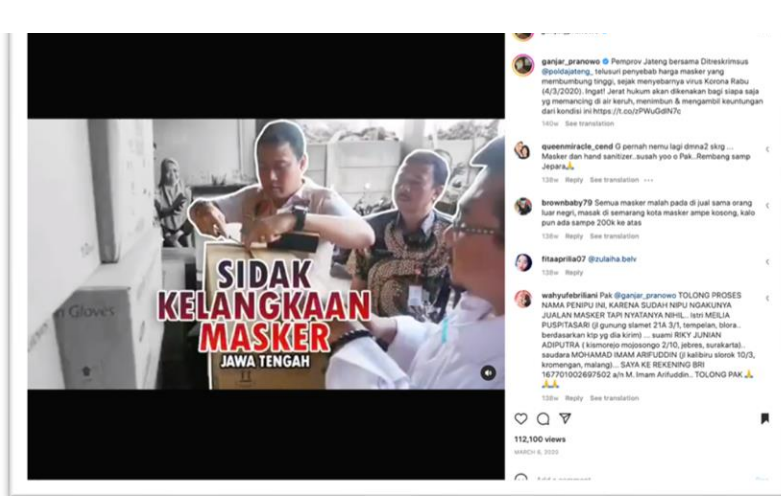 n Gloves
SIDAK
KELANGKAAN
MASKER
JAWA TENGAH
ganjar_pranowo Pemprov Jateng bersama Ditreskrimsus
@poldajateng_ telusuri penyebab harga masker yang
membumbung tinggi, sejak menyebarnya virus Korona Rabu
(4/3/2020). Ingat! Jerat hukum akan dikenakan bagi siapa saja
yg memancing di air keruh, menimbun & mengambil keuntungan
dari kondisi ini
140w See translation
queenmiracle_cend G pernah nemu lagi dmna2 skrg ...
Masker dan hand sanitizer..susah yoo o Pak..Rembang samp
Jepara🙏
138w Reply See translation ...
brownbaby79 Semua masker malah pada di jual sama orang
luar negri, masak di semarang kota masker ampe kosong, kalo
pun ada sampe 200k ke atas
138w Reply See translation
fitaaprilia07 @zulaiha.belv
138w Reply
wahyufebriliani Pak @ganjar_pranowo TOLONG PROSES
NAMA PENIPU INI, KARENA SUDAH NIPU NGAKUNYA
JUALAN MASKER TAPI NYATANYA NIHIL.. Istri MEILIA
PUSPITASARI (jl gunung slamet 21A 3/1, tempelan, blora..
berdasarkan ktp yg dia kirim) ... suami RIKY JUNIAN
ADIPUTRA ( kismorejo mojosongo 2/10, jebres, surakarta)..
saudara MOHAMAD IMAM ARIFUDDIN (jl kalibiru slorok 10/3,
kromengan, malang)... SAYA KE REKENING BRI
167701002697502 a/n M. Imam Arifuddin.. TOLONG PAK🙏
🙏🙏
138w Reply See translation
112,100 views
MARCH 6, 2020